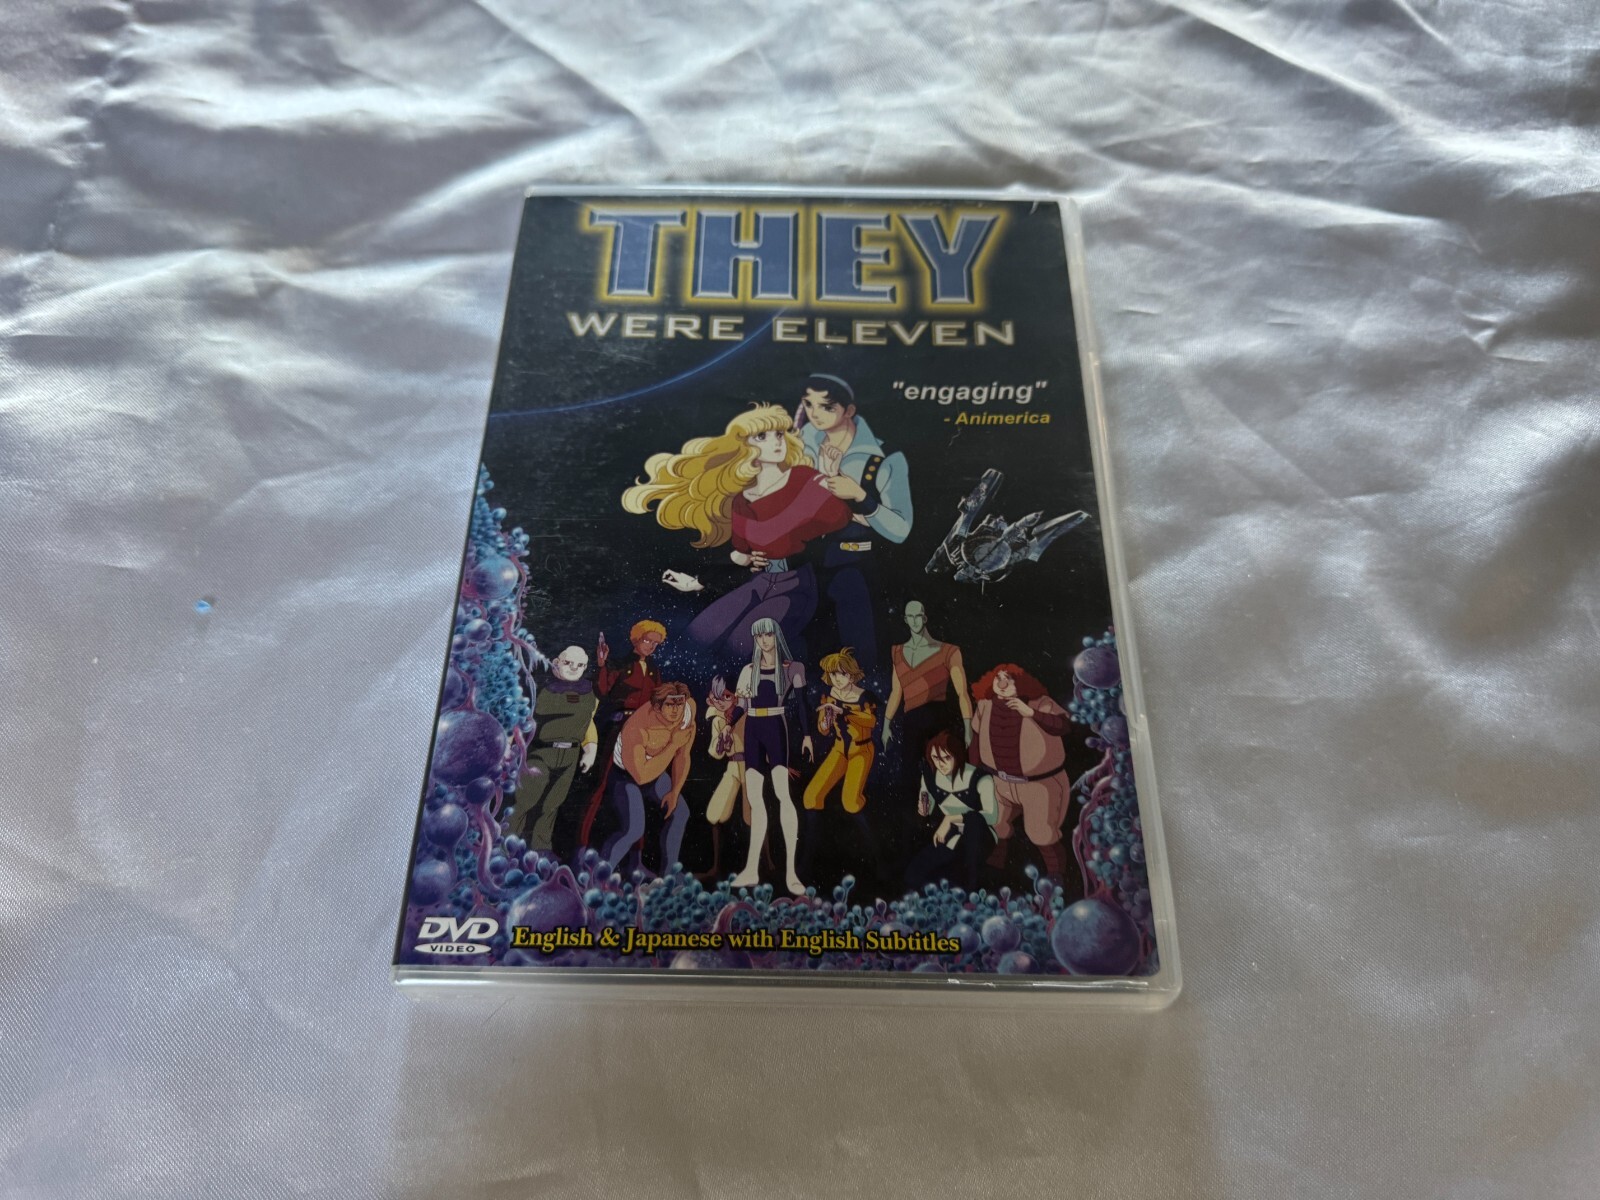 THEY
WERE ELEVEN
"engaging"
- Animerica
DVD
VIDEO
English & Japanese with English Subtitles